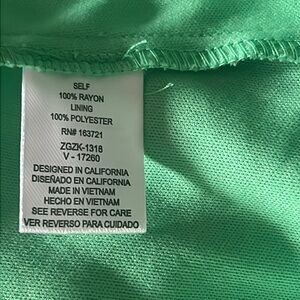 SELF
100% RAYON
LINING
100% POLYESTER
RN# 163721
ZGZK-1318
V - 17260
DESIGNED IN CALIFORNIA
DISEÑADO EN CALIFORNIA
MADE IN VIETNAM
HECHO EN VIETNAM
SEE REVERSE FOR CARE
VER REVERSO PARA CUIDADO